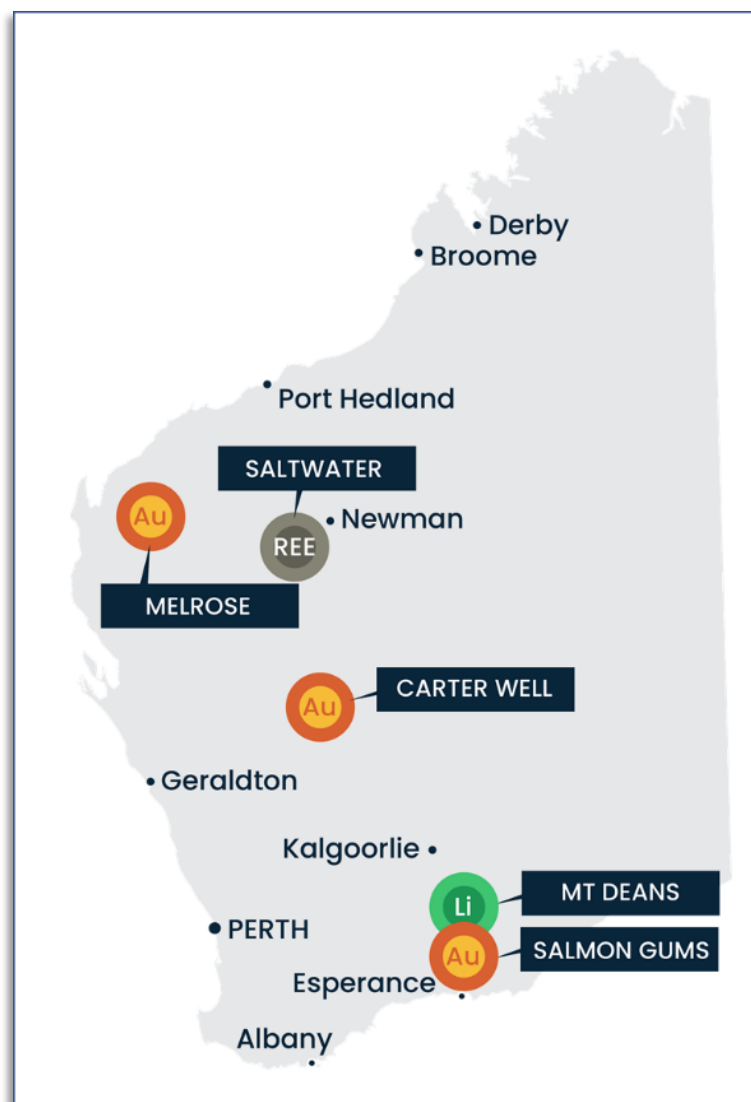 Derby
Broome
Port Hedland
SALTWATER
Au
Newman
REE
MELROSE
CARTER WELL
Au
Geraldton
Kalgoorlie
MT DEANS
Li
PERTH
SALMON GUMS
Au
Esperance
Albany